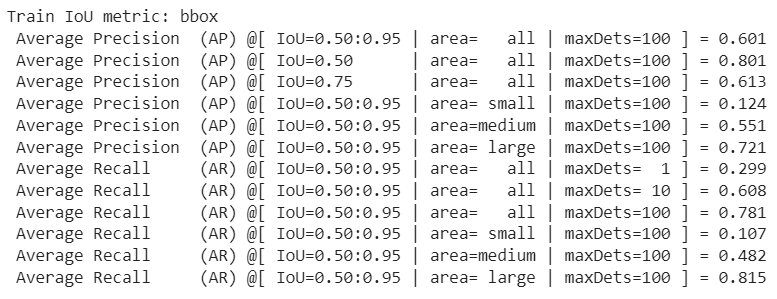 Train IoU metric: bbox
 Average Precision  (AP) @[ IoU=0.50:0.95 | area=   all | maxDets=100 ] = 0.601
 Average Precision  (AP) @[ IoU=0.50      | area=   all | maxDets=100 ] = 0.801
 Average Precision  (AP) @[ IoU=0.75      | area=   all | maxDets=100 ] = 0.613
 Average Precision  (AP) @[ IoU=0.50:0.95 | area= small | maxDets=100 ] = 0.124
 Average Precision  (AP) @[ IoU=0.50:0.95 | area=medium | maxDets=100 ] = 0.551
 Average Precision  (AP) @[ IoU=0.50:0.95 | area= large | maxDets=100 ] = 0.721
 Average Recall     (AR) @[ IoU=0.50:0.95 | area=   all | maxDets=  1 ] = 0.299
 Average Recall     (AR) @[ IoU=0.50:0.95 | area=   all | maxDets= 10 ] = 0.608
 Average Recall     (AR) @[ IoU=0.50:0.95 | area=   all | maxDets=100 ] = 0.781
 Average Recall     (AR) @[ IoU=0.50:0.95 | area= small | maxDets=100 ] = 0.107
 Average Recall     (AR) @[ IoU=0.50:0.95 | area=medium | maxDets=100 ] = 0.482
 Average Recall     (AR) @[ IoU=0.50:0.95 | area= large | maxDets=100 ] = 0.815